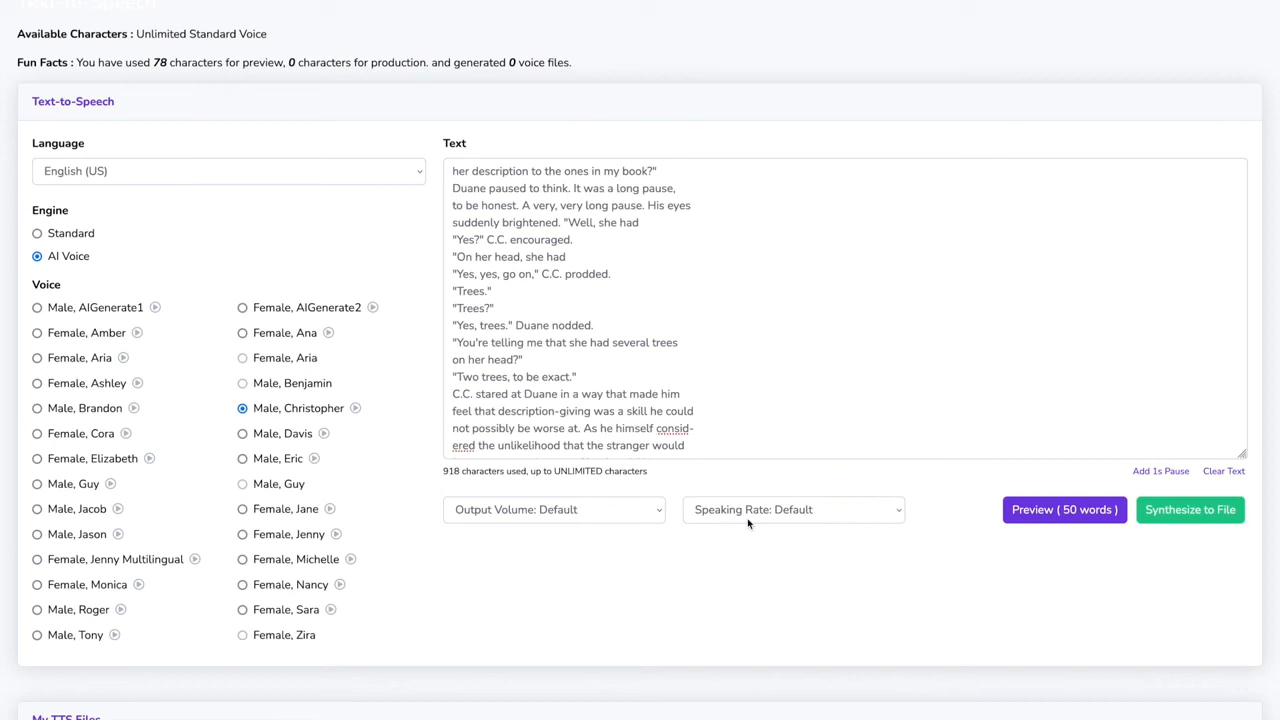 Text-to-Speech
Available Characters : Unlimited Standard Voice
Fun Facts : You have used 78 characters for preview, 0 characters for production. and generated 0 voice files.
Text-to-Speech
Language
English (US)
Engine
Standard
AI Voice
Voice
Male, AIGenerate1
Female, AIGenerate2
Female, Amber
Female, Ana
Female, Aria
Female, Aria
Female, Ashley
Male, Benjamin
Male, Brandon
Male, Christopher
Female, Cora
Male, Davis
Female, Elizabeth
Male, Eric
Male, Guy
Male, Guy
Male, Jacob
Female, Jane
Male, Jason
Female, Jenny
Female, Jenny Multilingual
Female, Michelle
Female, Monica
Female, Nancy
Male, Roger
Female, Sara
Male, Tony
Female, Zira
Text
her description to the ones in my book?"
Duane paused to think. It was a long pause,
to be honest. A very, very long pause. His eyes
suddenly brightened. "Well, she had
"Yes?" C.C. encouraged.
"On her head, she had
"Yes, yes, go on," C.C. prodded.
"Trees."
"Trees?"
"Yes, trees." Duane nodded.
"You're telling me that she had several trees
on her head?"
"Two trees, to be exact."
C.C. stared at Duane in a way that made him
feel that description-giving was a skill he could
not possibly be worse at. As he himself consid-
ered the unlikelihood that the stranger would
918 characters used, up to UNLIMITED characters
Add 1s Pause
Clear Text
Output Volume: Default
Speaking Rate: Default
Preview ( 50 words )
Synthesize to File
My TTS Files